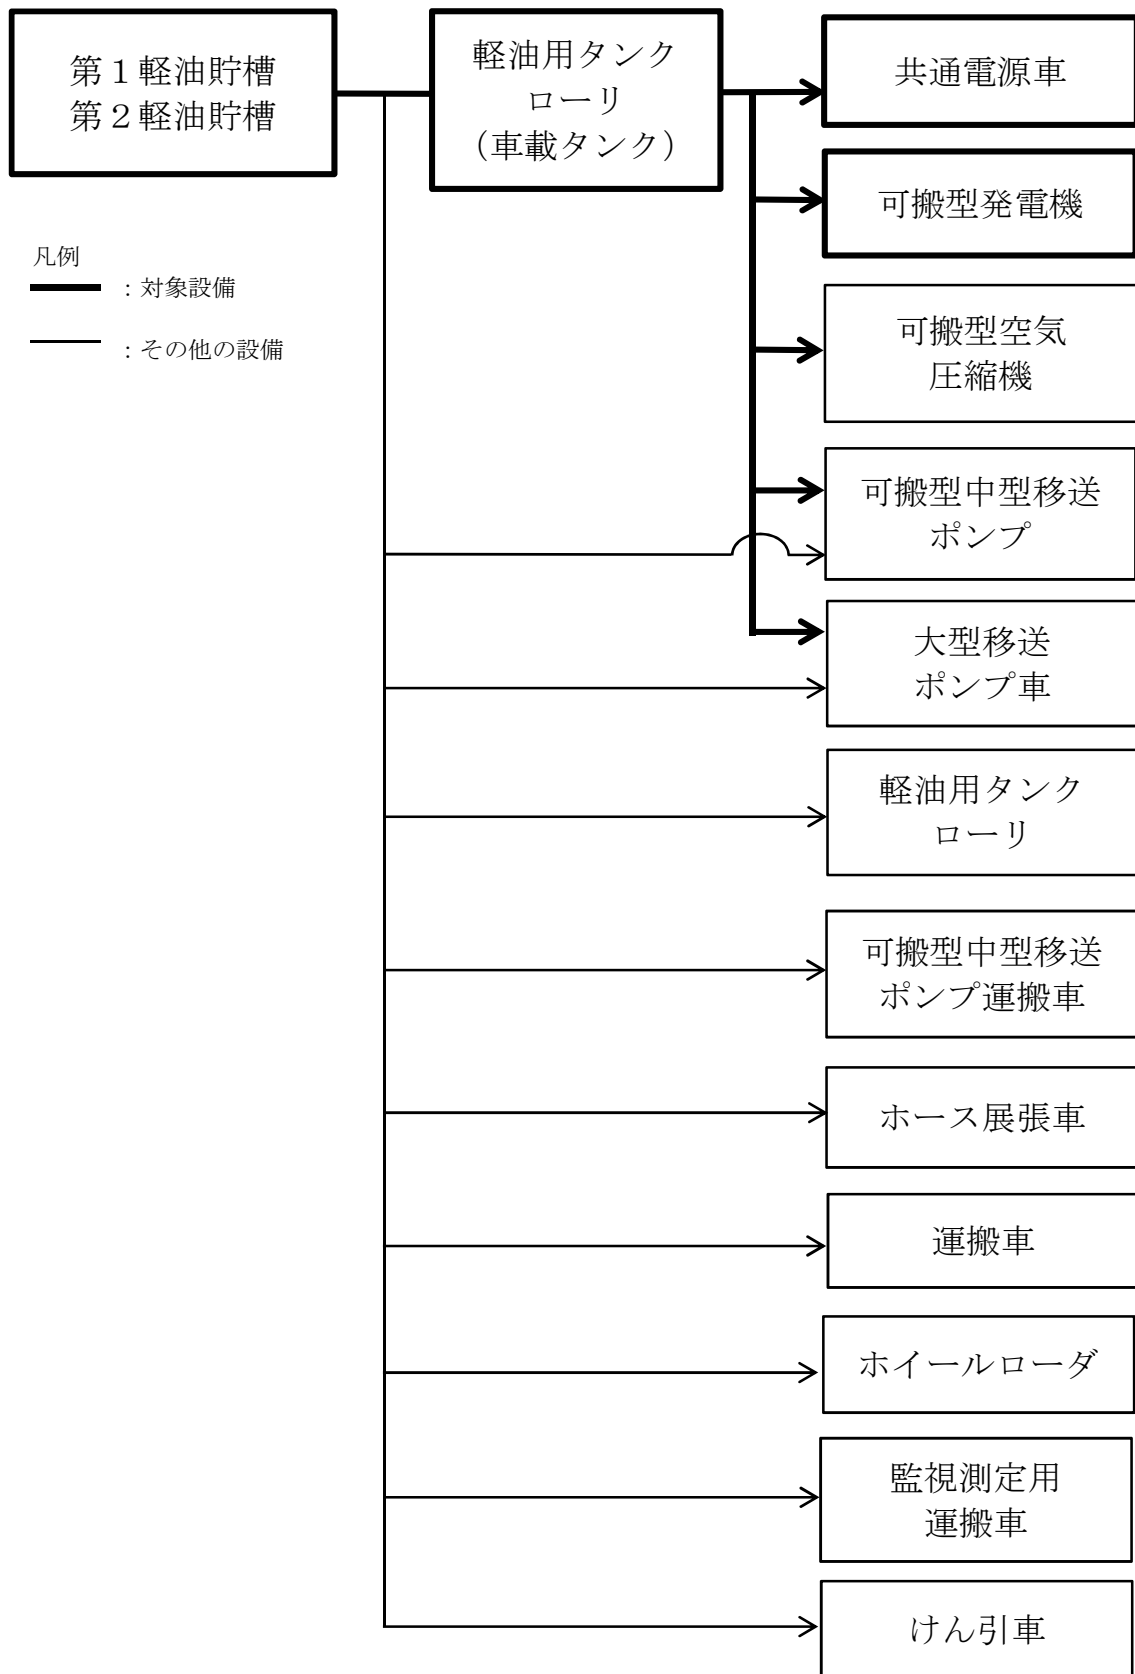 第１軽油貯槽
第２軽油貯槽
軽油用タンク
ローリ
（車載タンク）
共通電源車
可搬型発電機
凡例
：対象設備
：その他の設備
可搬型空気
圧縮機
可搬型中型移送
ポンプ
大型移送
ポンプ車
軽油用タンク
ローリ
可搬型中型移送
ポンプ運搬車
ホース展張車
運搬車
ホイールローダ
監視測定用
運搬車
けん引車